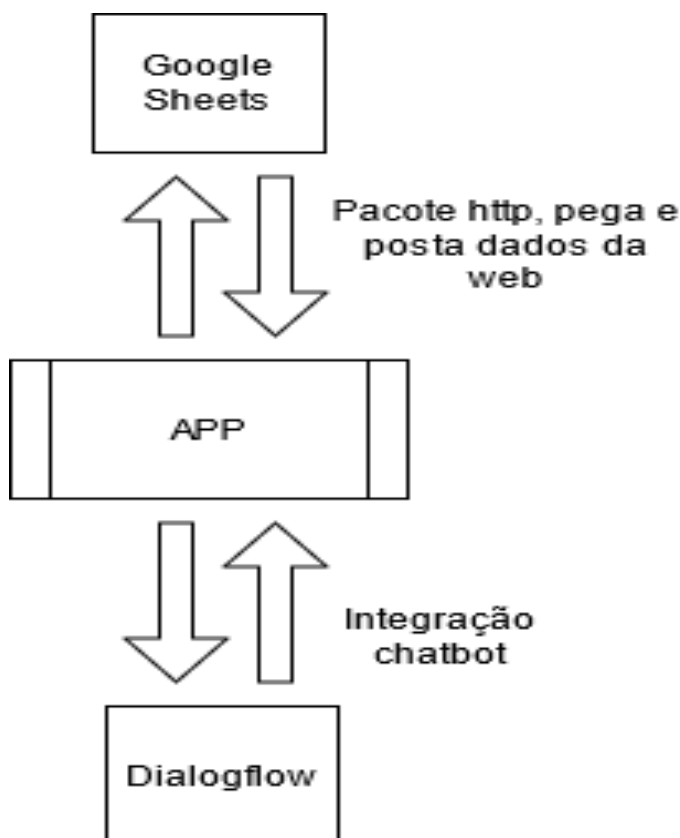 Google
Sheets
Pacote http, pega e
posta dados da
web
APP
Integração
chatbot
Dialogflow